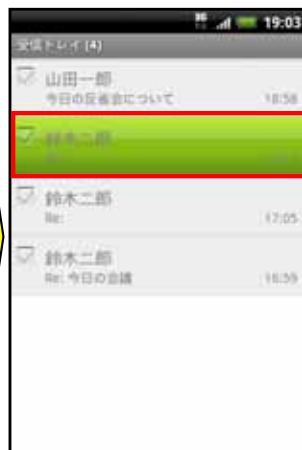 19:03
受信トレイ (4)
山田一郎
今日の反省会について 18:58
鈴木二郎
鈴木二郎
Re: 17:05
鈴木二郎
Re: 今日の会議 16:59